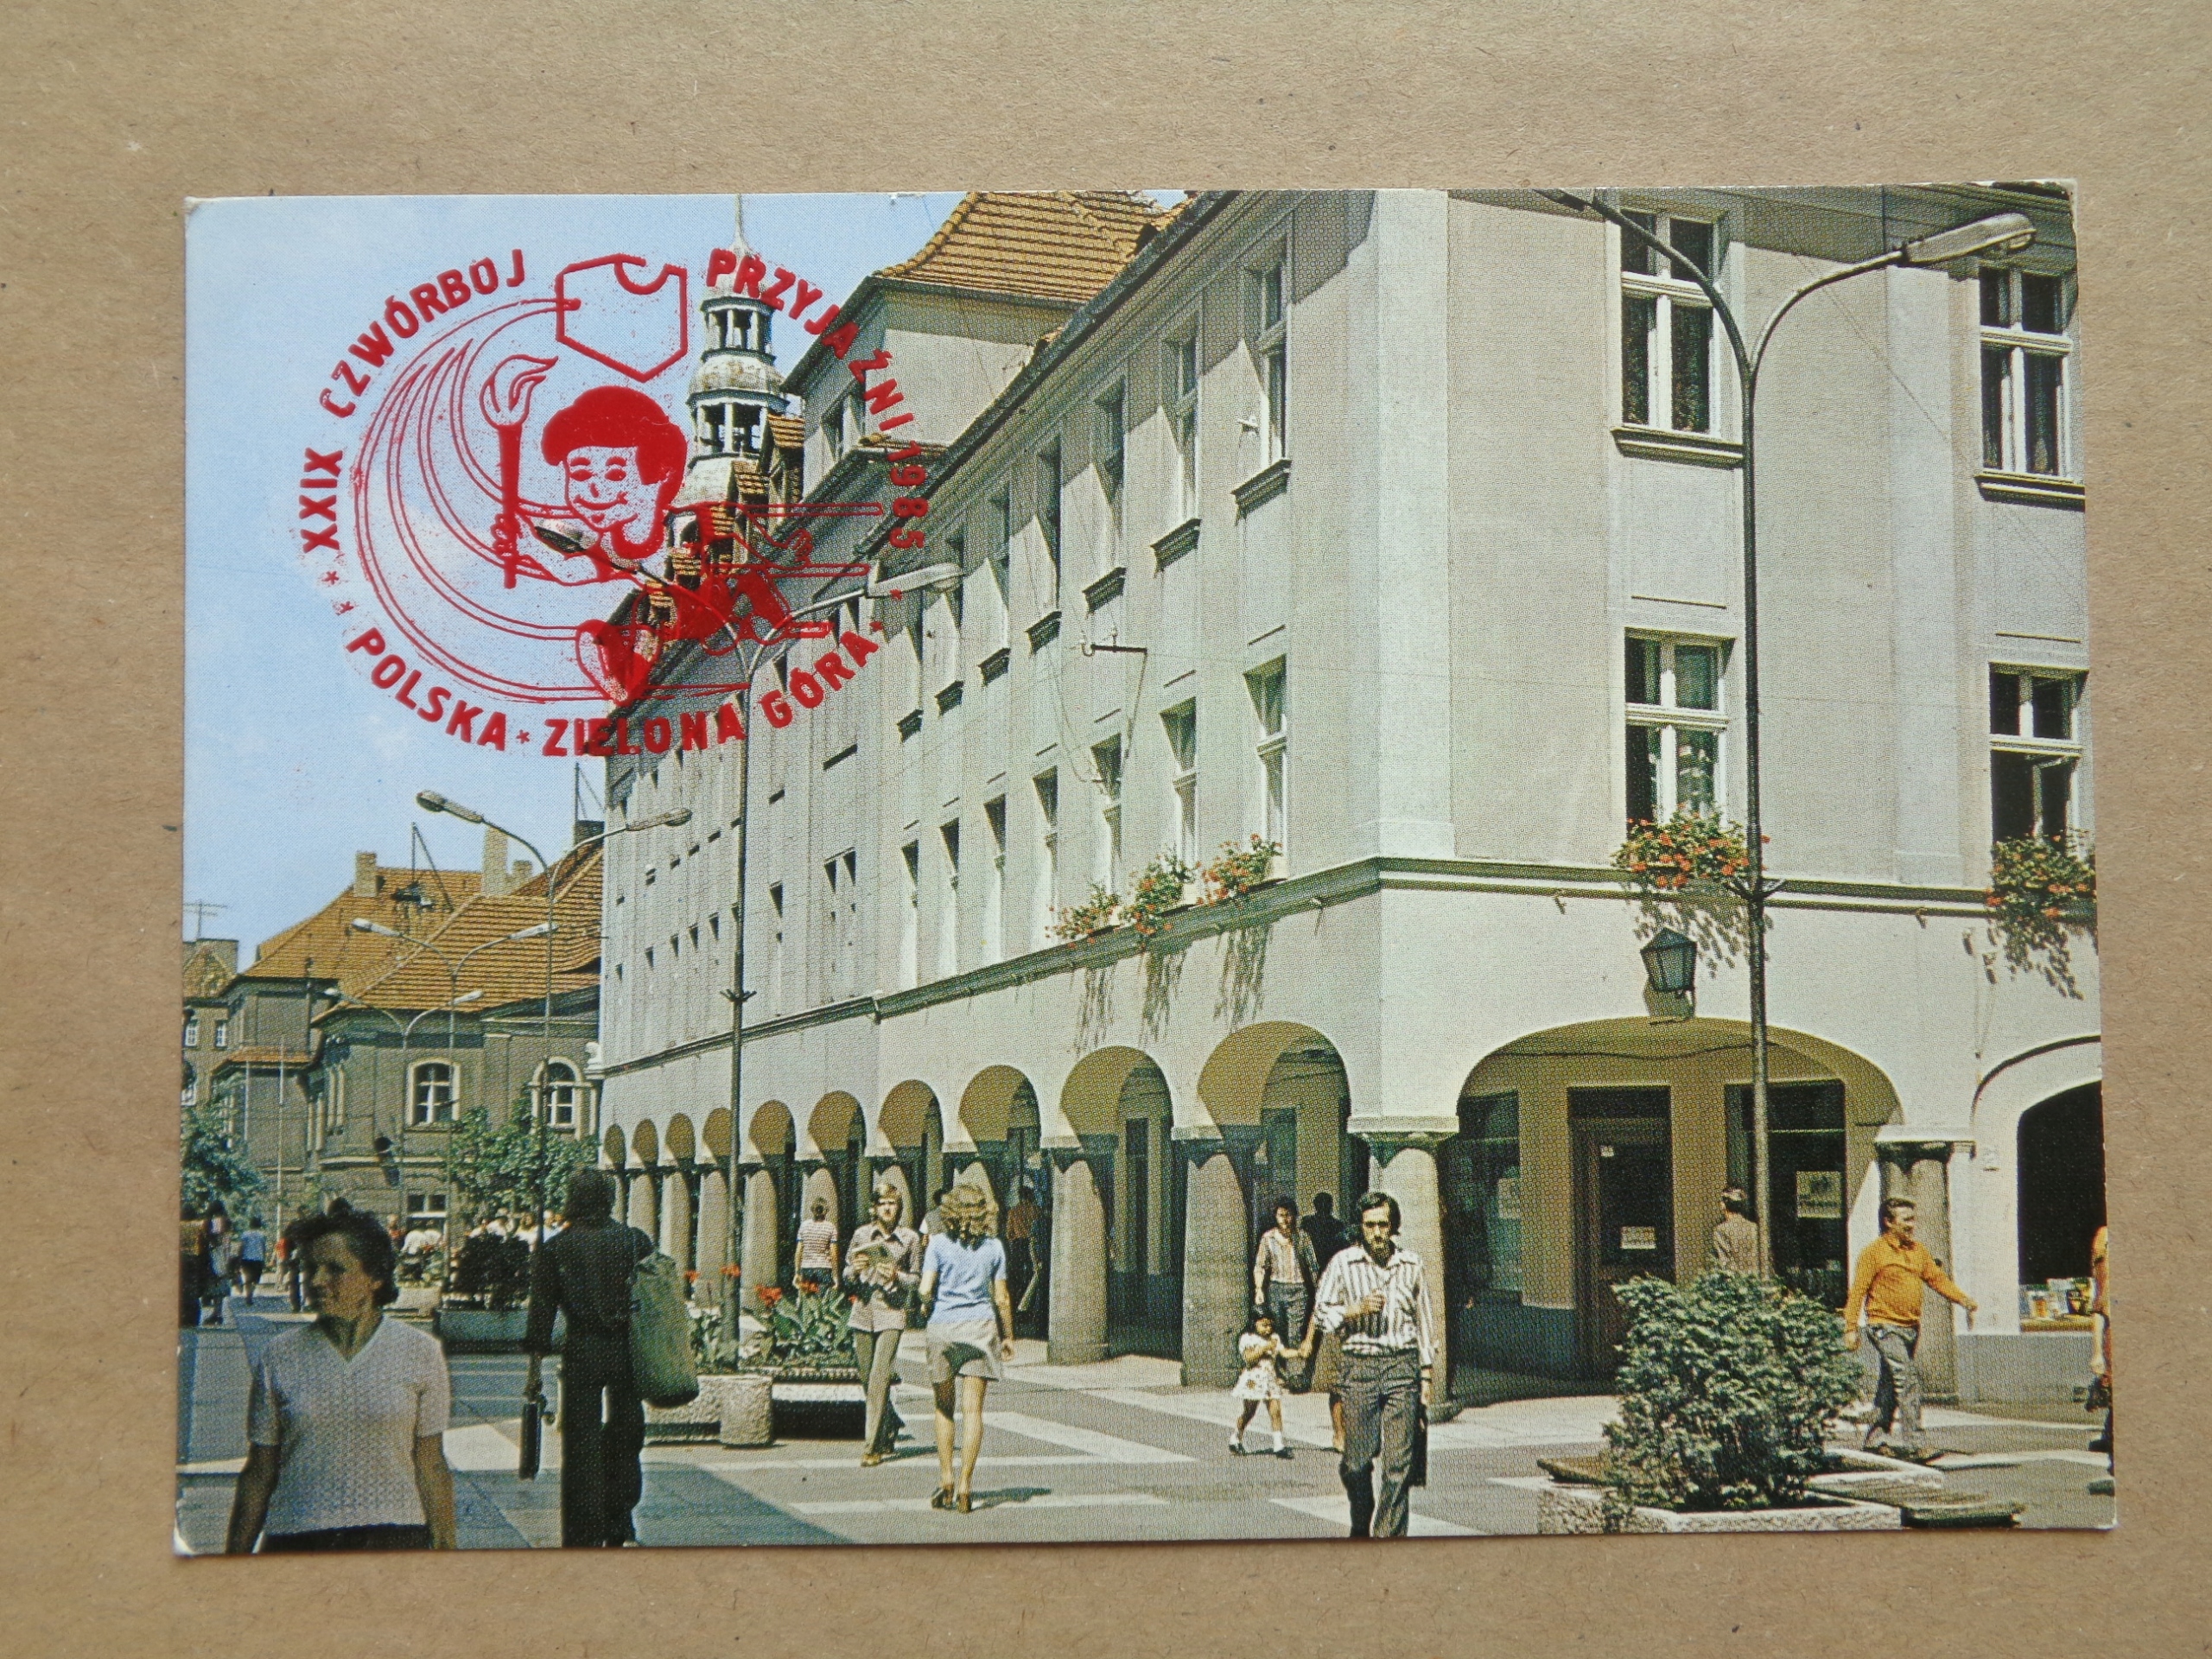 XXIX CZWÓRBÓJ PRZYJAŹNI 1985
* * POLSKA * ZIELONA GÓRA * *